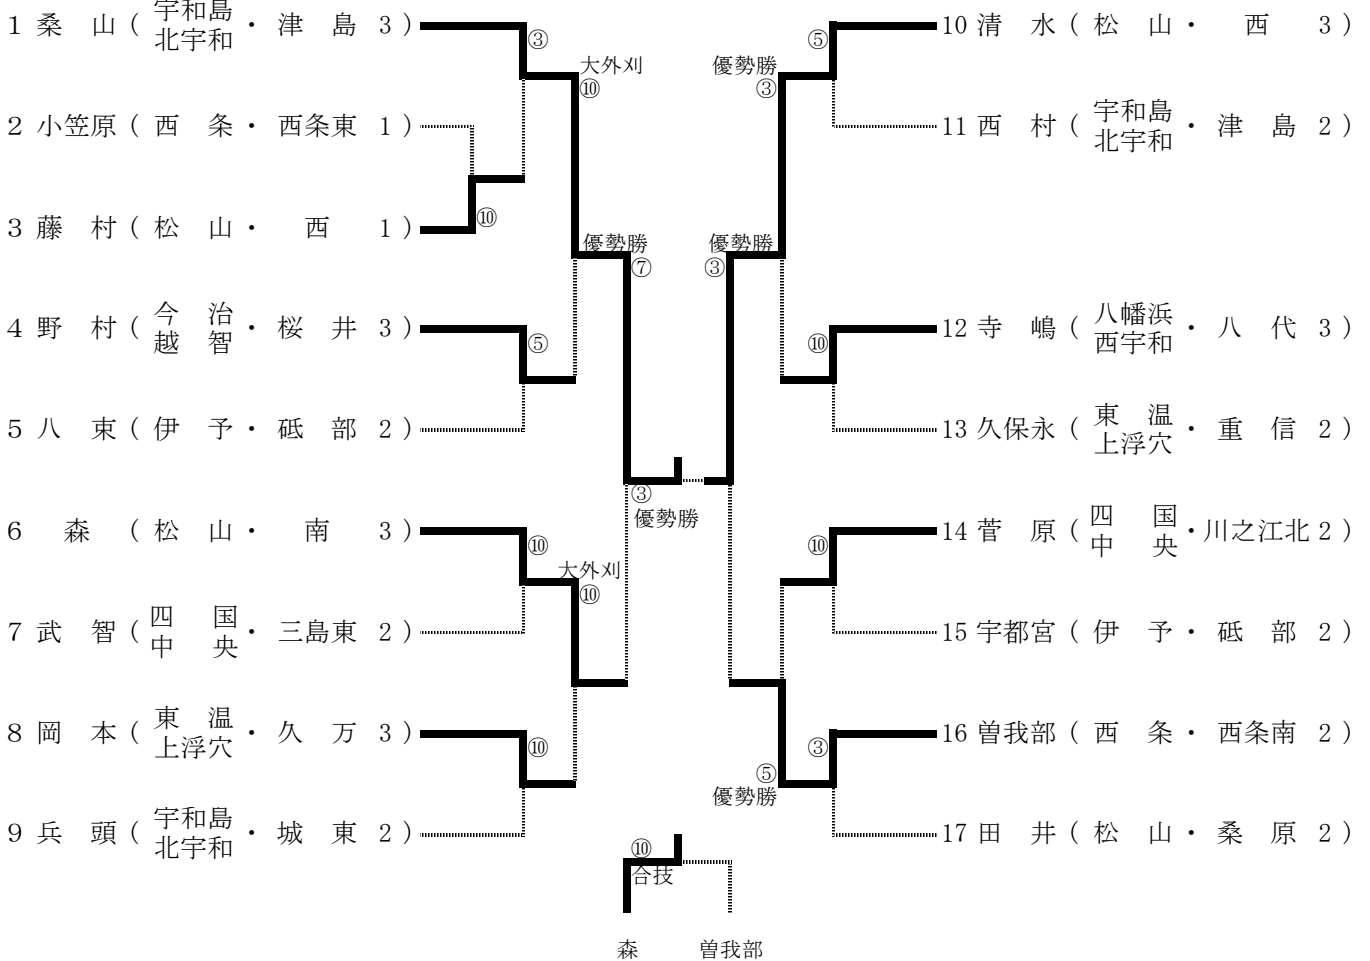 1 桑 山 ( 宇和島 北宇和 ・ 津 島 3 )
③
大外刈
⑩
2 小笠原 ( 西 条 ・ 西条東 1 )
3 藤 村 ( 松 山 ・ 西 1 )
⑩
優勢勝
⑦
4 野 村 ( 今 治 越 智 ・ 桜 井 3 )
⑤
5 八 束 ( 伊 予 ・ 砥 部 2 )
③
優勢勝
6 森 ( 松 山 ・ 南 3 )
⑩
大外刈
⑩
7 武 智 ( 四 国 中 央 ・ 三島東 2 )
8 岡 本 ( 東 温 上浮穴 ・ 久 万 3 )
⑩
9 兵 頭 ( 宇和島 北宇和 ・ 城 東 2 )
10 清 水 ( 松 山 ・ 西 3 )
⑤
優勢勝
③
11 西 村 ( 宇和島 北宇和 ・ 津 島 2 )
優勢勝
③
12 寺 嶋 ( 八幡浜 西宇和 ・ 八 代 3 )
⑩
13 久保永 ( 東 温 上浮穴 ・ 重 信 2 )
14 菅 原 ( 四 国 中 央 ・ 川之江北 2 )
⑩
15 宇都宮 ( 伊 予 ・ 砥 部 2 )
16 曽我部 ( 西 条 ・ 西条南 2 )
③
⑤
優勢勝
17 田 井 ( 松 山 ・ 桑 原 2 )
⑩
合技
森 曽我部